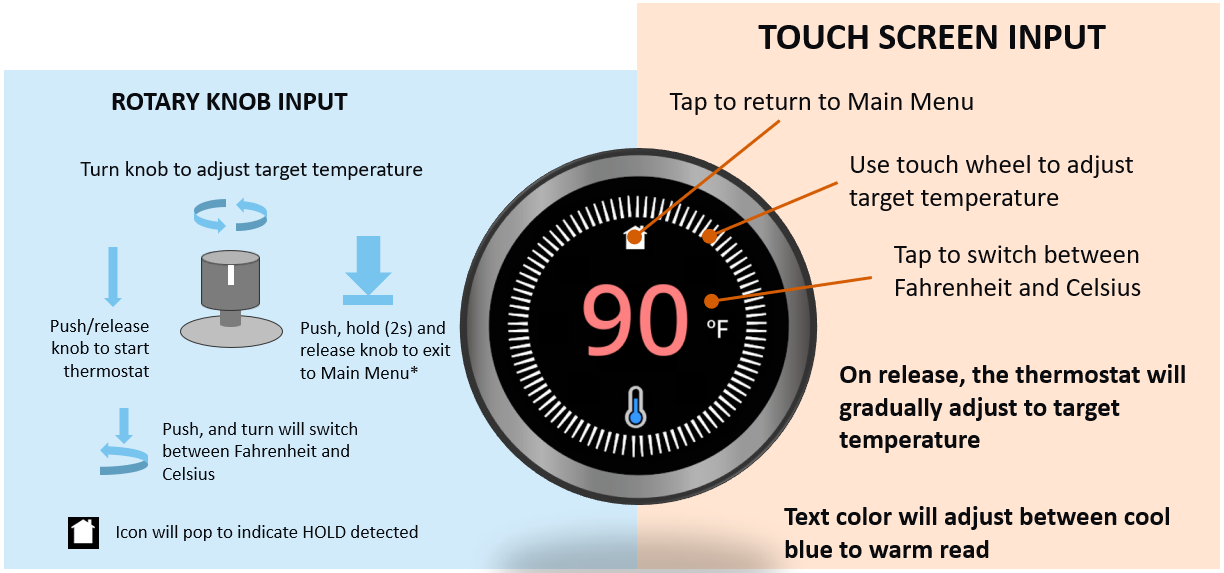 TOUCH SCREEN INPUT
ROTARY KNOB INPUT
Tap to return to Main Menu
Turn knob to adjust target temperature
Use touch wheel to adjust
target temperature
Tap to switch between
Fahrenheit and Celsius
90
°F
Push/release
knob to start
thermostat
Push, hold (2s) and
release knob to exit
to Main Menu*
On release, the thermostat will
gradually adjust to target
temperature
Push, and turn will switch
between Fahrenheit and
Celsius
Icon will pop to indicate HOLD detected
Text color will adjust between cool
blue to warm read